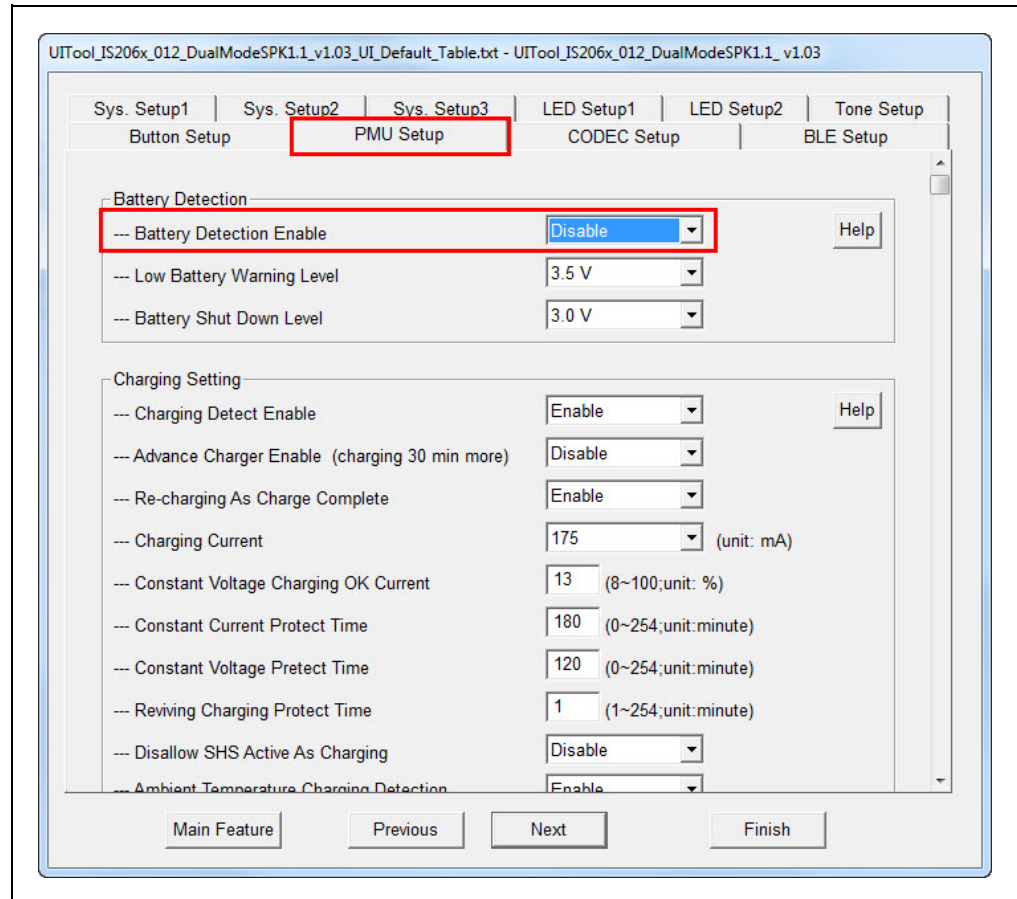 UITool_IS206x_012_DualModeSPK1.1_v1.03_UI_Default_Table.txt - UITool_IS206x_012_DualModeSPK1.1_ v1.03
Sys. Setup1 Sys. Setup2 Sys. Setup3 LED Setup1 LED Setup2 Tone Setup
Button Setup PMU Setup CODEC Setup BLE Setup
Battery Detection
--- Battery Detection Enable Disable Help
--- Low Battery Warning Level 3.5 V
--- Battery Shut Down Level 3.0 V
Charging Setting
--- Charging Detect Enable Enable Help
--- Advance Charger Enable (charging 30 min more) Disable
--- Re-charging As Charge Complete Enable
--- Charging Current 175 (unit: mA)
--- Constant Voltage Charging OK Current 13 (8~100;unit: %)
--- Constant Current Protect Time 180 (0~254;unit:minute)
--- Constant Voltage Pretect Time 120 (0~254;unit:minute)
--- Reviving Charging Protect Time 1 (1~254;unit:minute)
--- Disallow SHS Active As Charging Disable
--- Ambient Temperature Charging Detection Enable
Main Feature Previous Next Finish